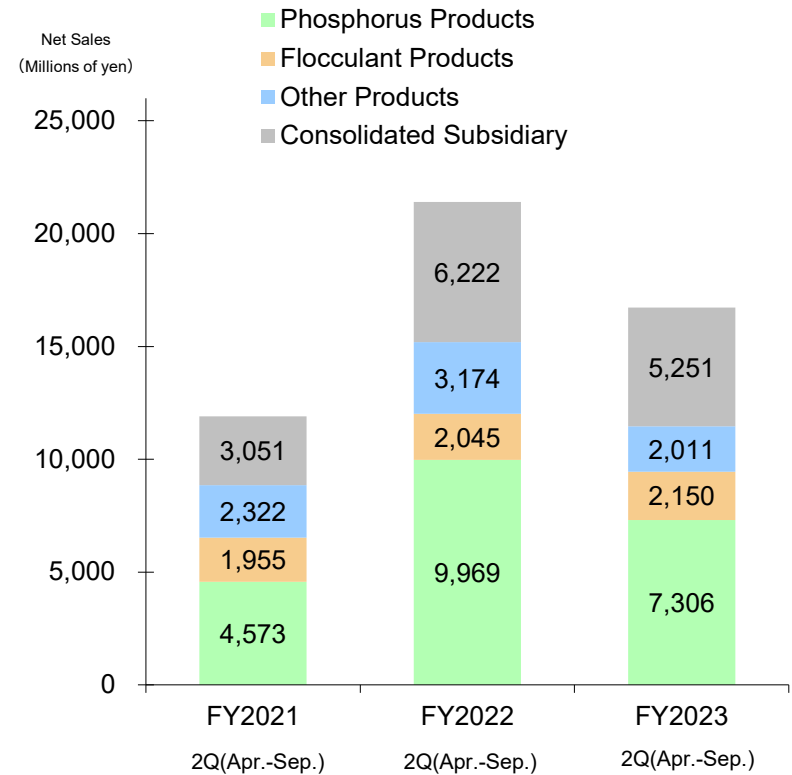 Net Sales
（Millions of yen）
Phosphorus Products
Flocculant Products
Other Products
Consolidated Subsidiary
25,000
20,000
15,000
10,000
5,000
0
3,051
2,322
1,955
4,573
6,222
3,174
2,045
9,969
5,251
2,011
2,150
7,306
FY2021
2Q(Apr.-Sep.)
FY2022
2Q(Apr.-Sep.)
FY2023
2Q(Apr.-Sep.)